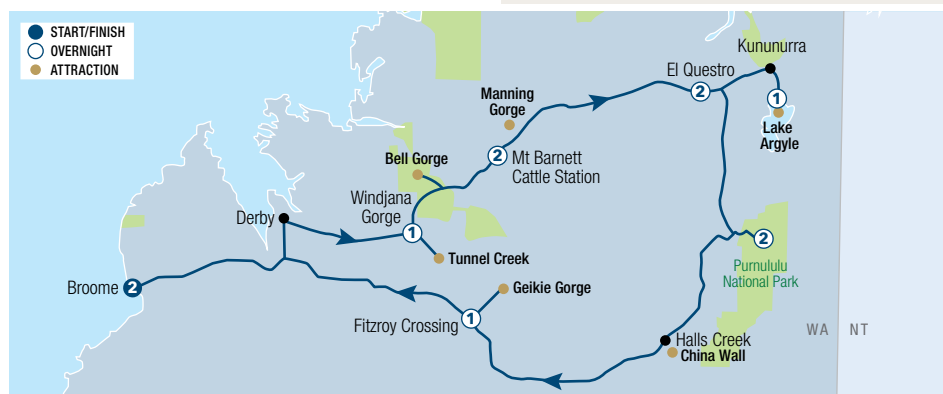 START/FINISH
OVERNIGHT
ATTRACTION
Kununurra
El Questro
2
1
Lake
Argyle
Manning
Gorge
2
Mt Barnett
Cattle Station
Bell Gorge
Windjana
Gorge
1
Derby
Tunnel Creek
2
Purnululu
National Park
Broome
2
Geikie Gorge
Fitzroy Crossing
1
WA
NT
Halls Creek
China Wall